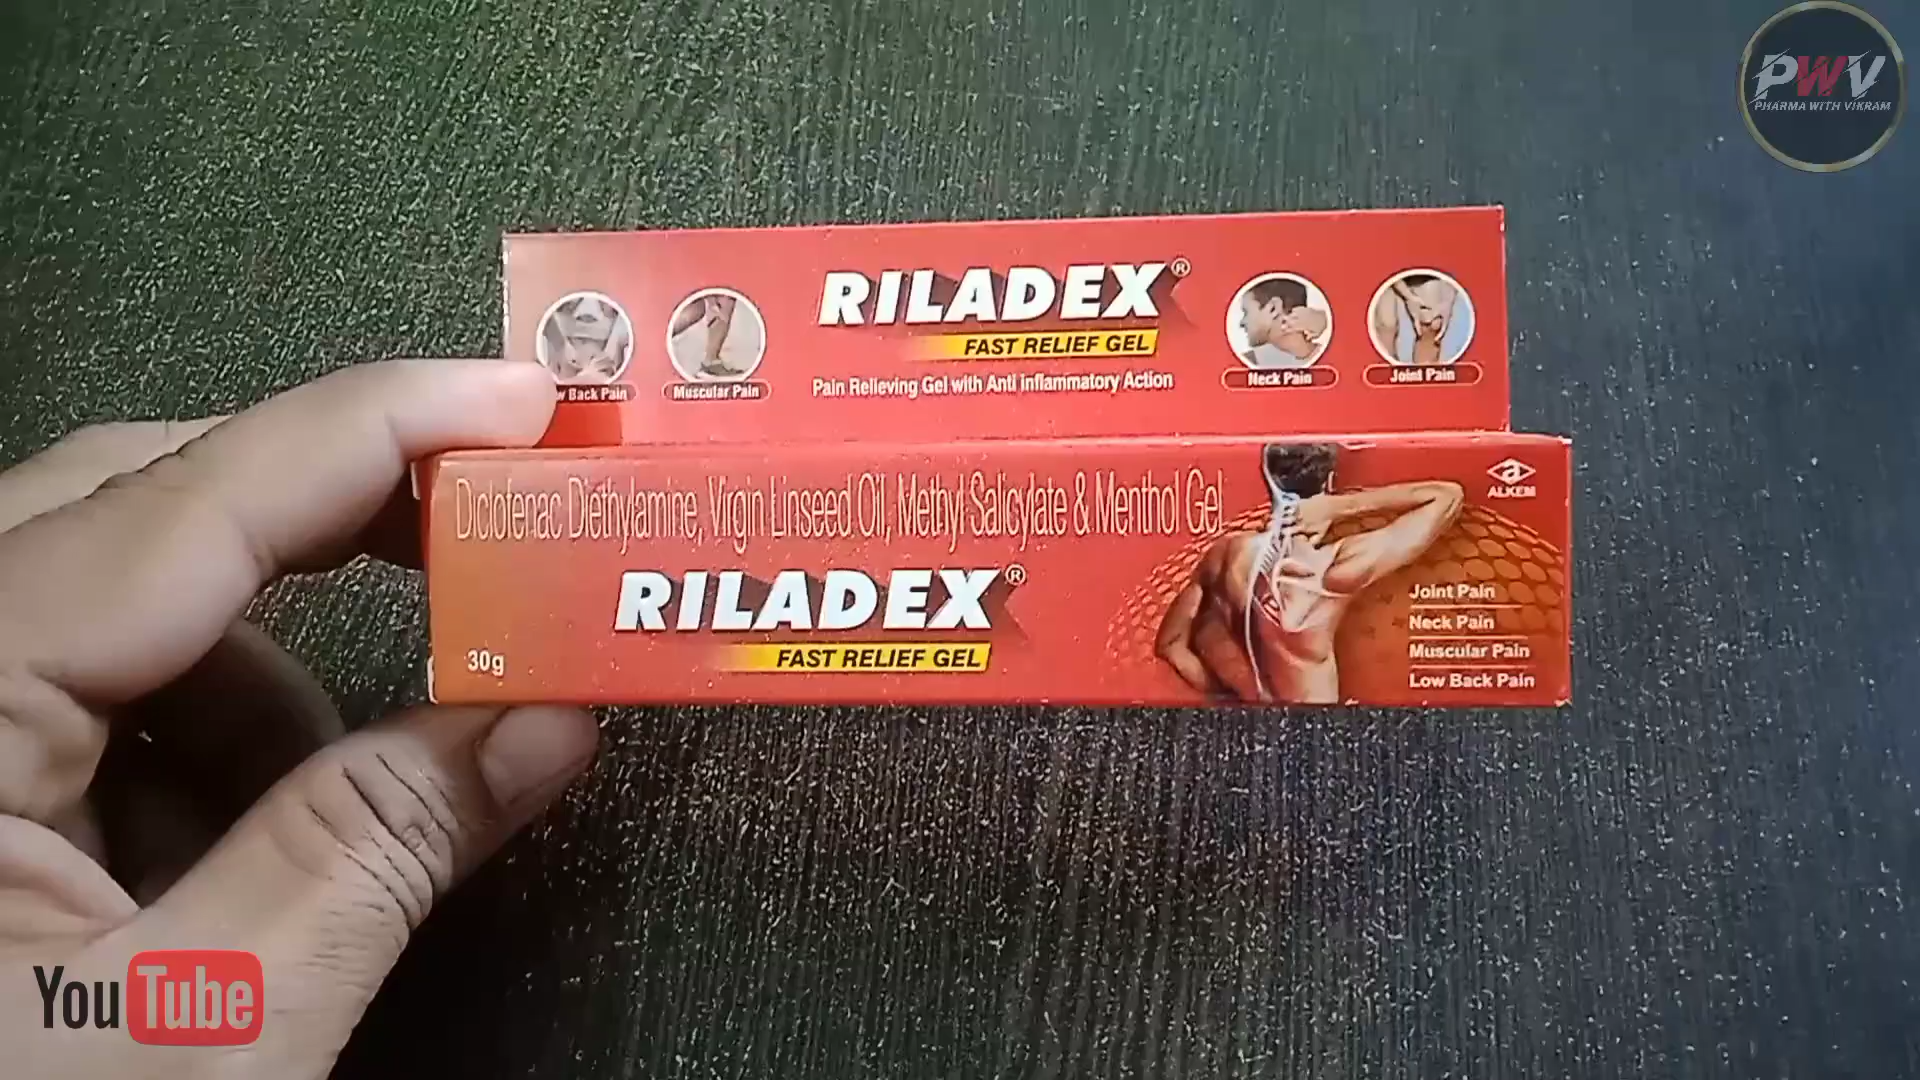 PWV
PHARMA WITH VIKRAM
RILADEX®
FAST RELIEF GEL
Pain Relieving Gel with Anti inflammatory Action
Back Pain
Muscular Pain
Neck Pain
Joint Pain
Diclofenac Diethylamine, Virgin Linseed Oil, Methyl Salicylate & Menthol Gel
RILADEX®
FAST RELIEF GEL
30g
a
ALKEM
Joint Pain
Neck Pain
Muscular Pain
Low Back Pain
YouTube